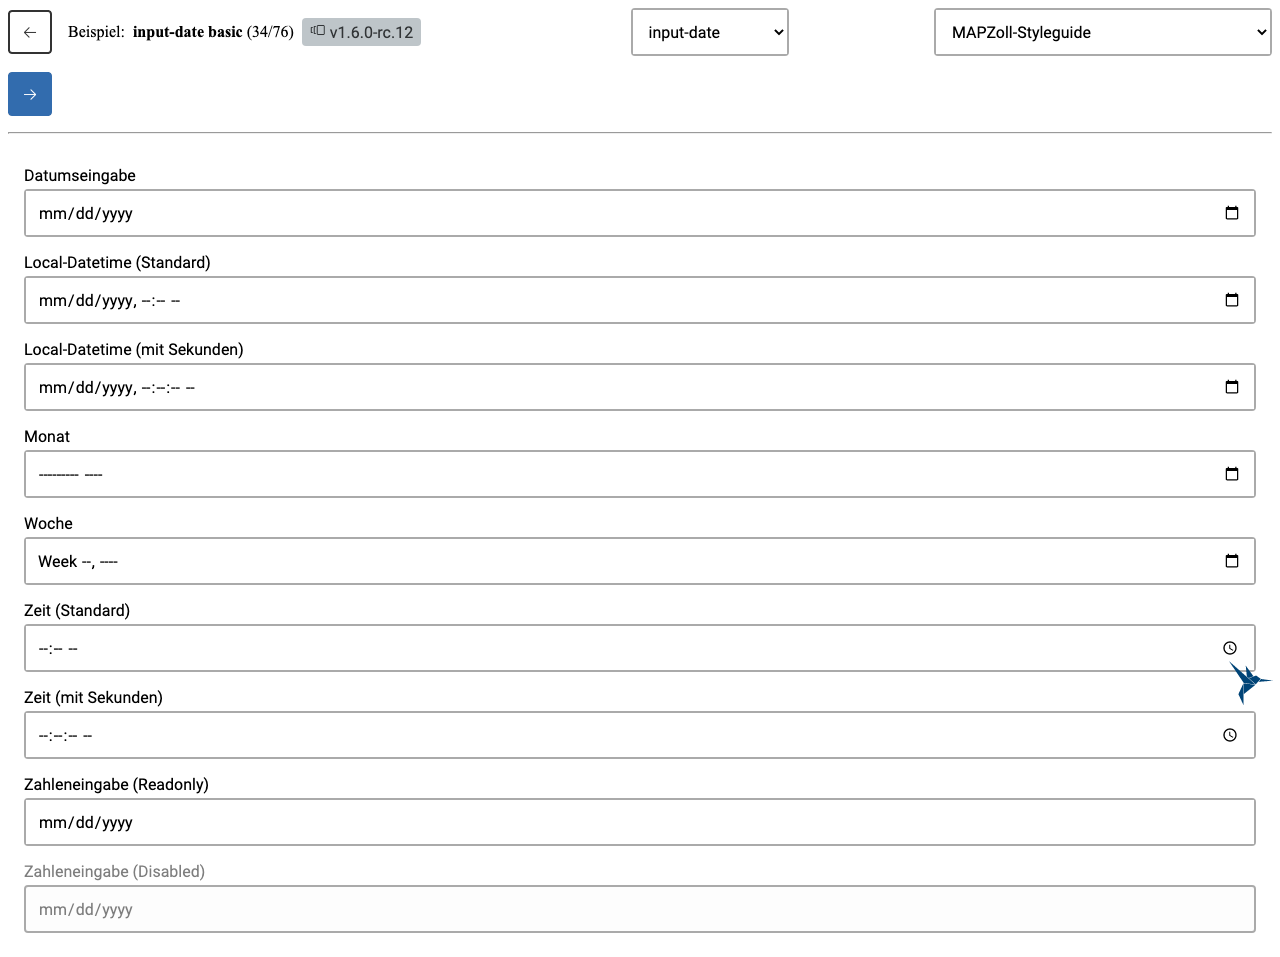 Beispiel: input-date basic (34/76) v1.6.0-rc.12 input-date MAPZoll-Styleguide
Datumseingabe
mm/dd/yyyy
Local-Datetime (Standard)
mm/dd/yyyy, --:-- --
Local-Datetime (mit Sekunden)
mm/dd/yyyy, --:--:-- --
Monat
--------- ----
Woche
Week --, ----
Zeit (Standard)
--:-- --
Zeit (mit Sekunden)
--:--:-- --
Zahleneingabe (Readonly)
mm/dd/yyyy
Zahleneingabe (Disabled)
mm/dd/yyyy